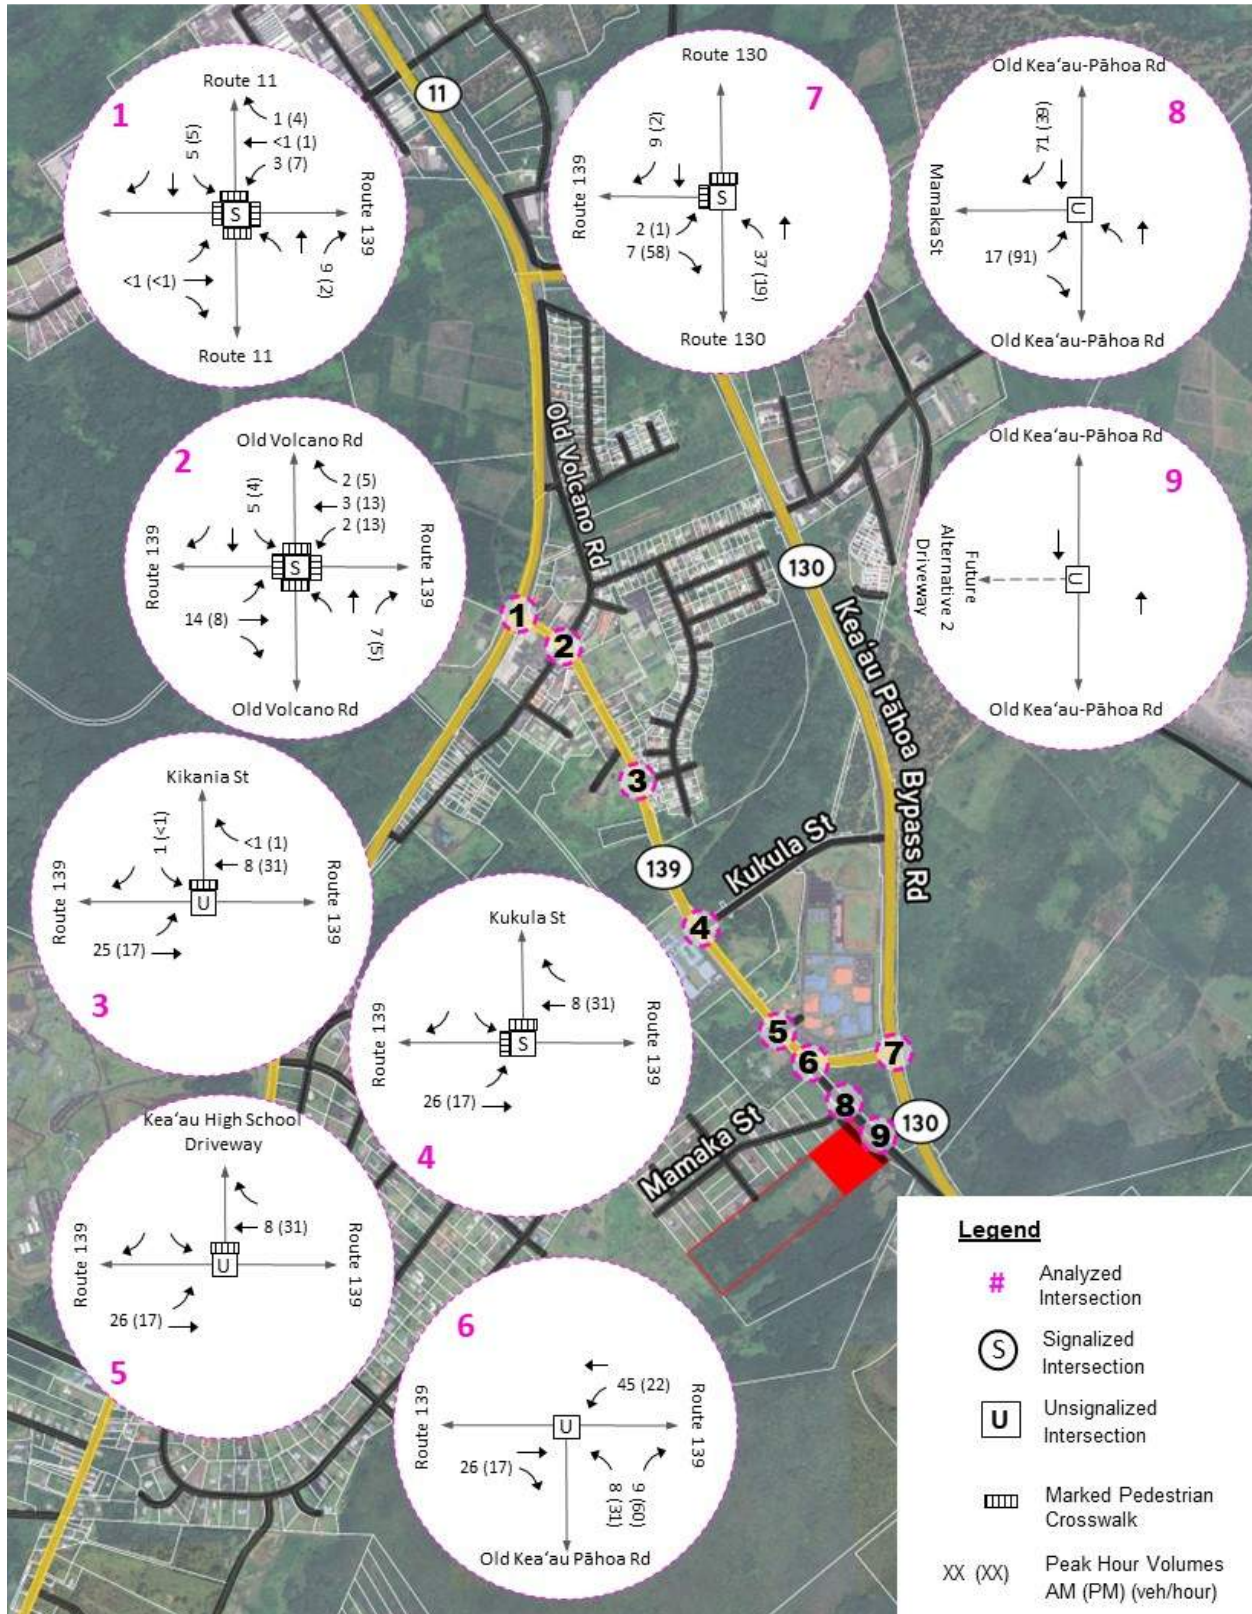 1
Route 11
1 (4)
<1 (1)
3 (7)
5 (5)
Route 139
<1 (<1)
9 (2)
Route 11
11
7
Route 130
9 (2)
Route 139
2 (1)
7 (58)
37 (19)
Route 130
8
Old Kea‘au-Pāhoa Rd
71 (39)
Mamaka St
17 (91)
Old Kea‘au-Pāhoa Rd
2
Old Volcano Rd
2 (5)
3 (13)
2 (13)
5 (4)
Route 139
Route 139
14 (8)
7 (5)
Old Volcano Rd
9
Old Kea‘au-Pāhoa Rd
Future
Alternative 2
Driveway
Old Kea‘au-Pāhoa Rd
Old Volcano Rd
130
Kea‘au Pāhoa Bypass Rd
1
2
3
139
Kukula St
4
5
6
7
8
9
130
Mamaka St
Kikania St
<1 (1)
8 (31)
1 (<1)
Route 139
Route 139
25 (17)
3
Kukula St
8 (31)
Route 139
Route 139
26 (17)
4
Kea‘au High School
Driveway
8 (31)
Route 139
Route 139
26 (17)
5
6
45 (22)
Route 139
Route 139
26 (17)
8 (31)
9 (60)
Old Kea‘au Pāhoa Rd
S
S
U
S
U
U
S
U
U
Legend
# Analyzed
Intersection
S Signalized
Intersection
U Unsignalized
Intersection
Marked Pedestrian
Crosswalk
XX (XX) Peak Hour Volumes
AM (PM) (veh/hour)